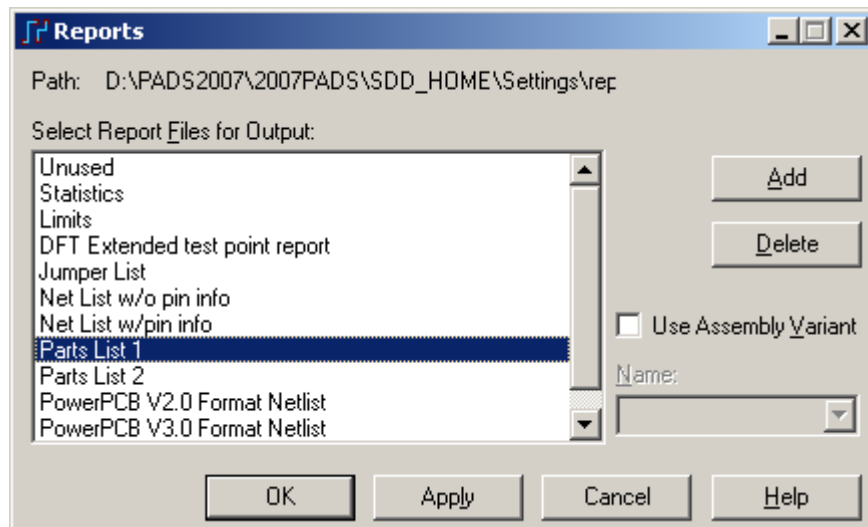 Reports
Path: D:\PADS2007\2007PADS\SDD_HOME\Settings\rep
Select Report Files for Output:
Unused
Statistics
Limits
DFT Extended test point report
Jumper List
Net List w/o pin info
Net List w/pin info
Parts List 1
Parts List 2
PowerPCB V2.0 Format Netlist
PowerPCB V3.0 Format Netlist
Add
Delete
Use Assembly Variant
Name:
OK Apply Cancel Help